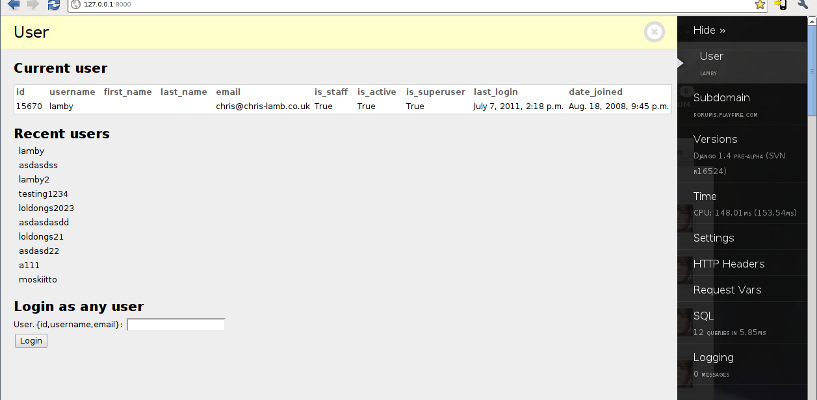 127.0.0.1:8000
User
Current user
id username first_name last_name email is_staff is_active is_superuser last_login date_joined
15670 lamby chris@chris-lamb.co.uk True True True July 7, 2011, 2:18 p.m. Aug. 18, 2008, 9:45 p.m.
Recent users
lamby
asdasdss
lamby2
testing1234
loldongs2023
asdasdasdd
loldongs21
asdasd22
a111
moskiitto
Login as any user
User.{id,username,email}:
Login
Hide »
User
LAMBY
Subdomain
FORUMS.PLAYFIRE.COM
Versions
Django 1.4 pre-alpha (SVN
r16524)
Time
CPU: 148.01ms (153.54ms)
Settings
HTTP Headers
Request Vars
SQL
12 queries in 5.85ms
Logging
0 messages